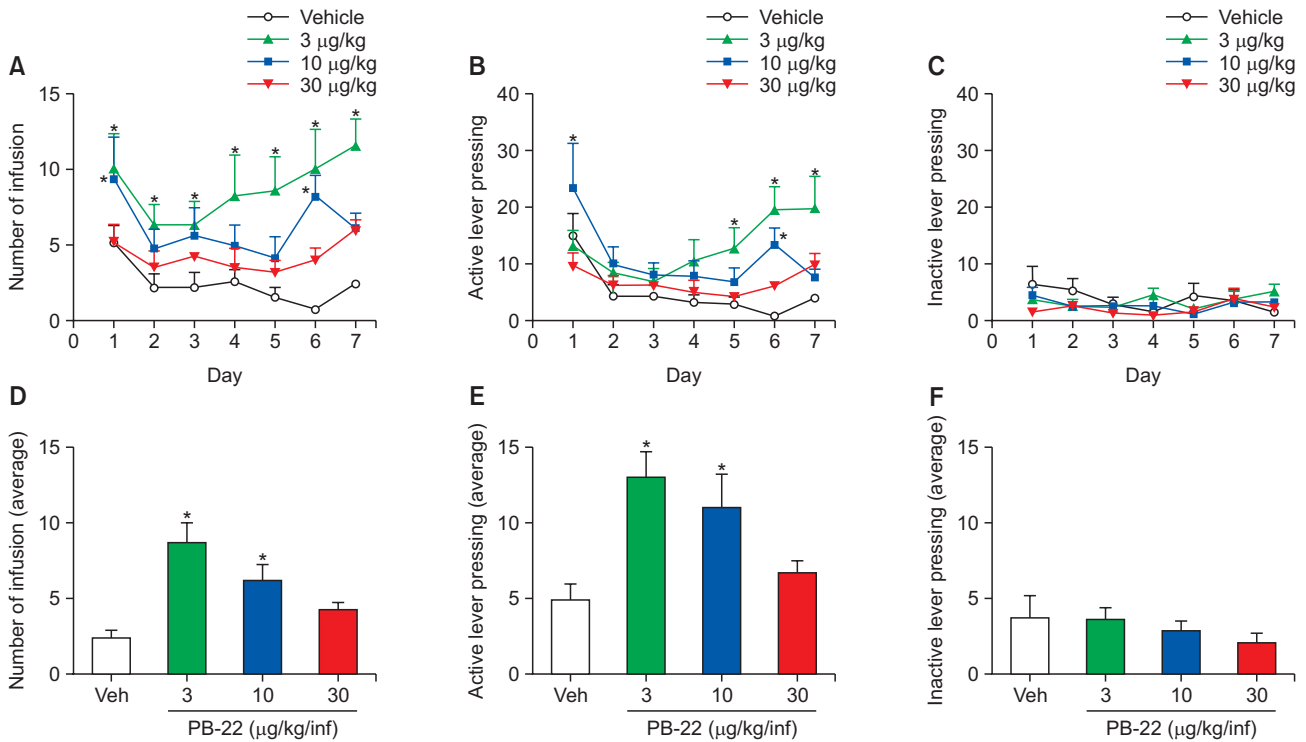 Vehicle
3 µg/kg
10 µg/kg
30 µg/kg
A
Number of infusion
15
10
5
0
0 1 2 3 4 5 6 7
Day
* * * * * * * * *
Vehicle
3 µg/kg
10 µg/kg
30 µg/kg
B
Active lever pressing
40
30
20
10
0
0 1 2 3 4 5 6 7
Day
* * * * *
Vehicle
3 µg/kg
10 µg/kg
30 µg/kg
C
Inactive lever pressing
40
30
20
10
0
0 1 2 3 4 5 6 7
Day
D
Number of infusion (average)
15
10
5
0
* *
Veh 3 10 30
PB-22 (µg/kg/inf)
E
Active lever pressing (average)
15
10
5
0
* *
Veh 3 10 30
PB-22 (µg/kg/inf)
F
Inactive lever pressing (average)
15
10
5
0
Veh 3 10 30
PB-22 (µg/kg/inf)